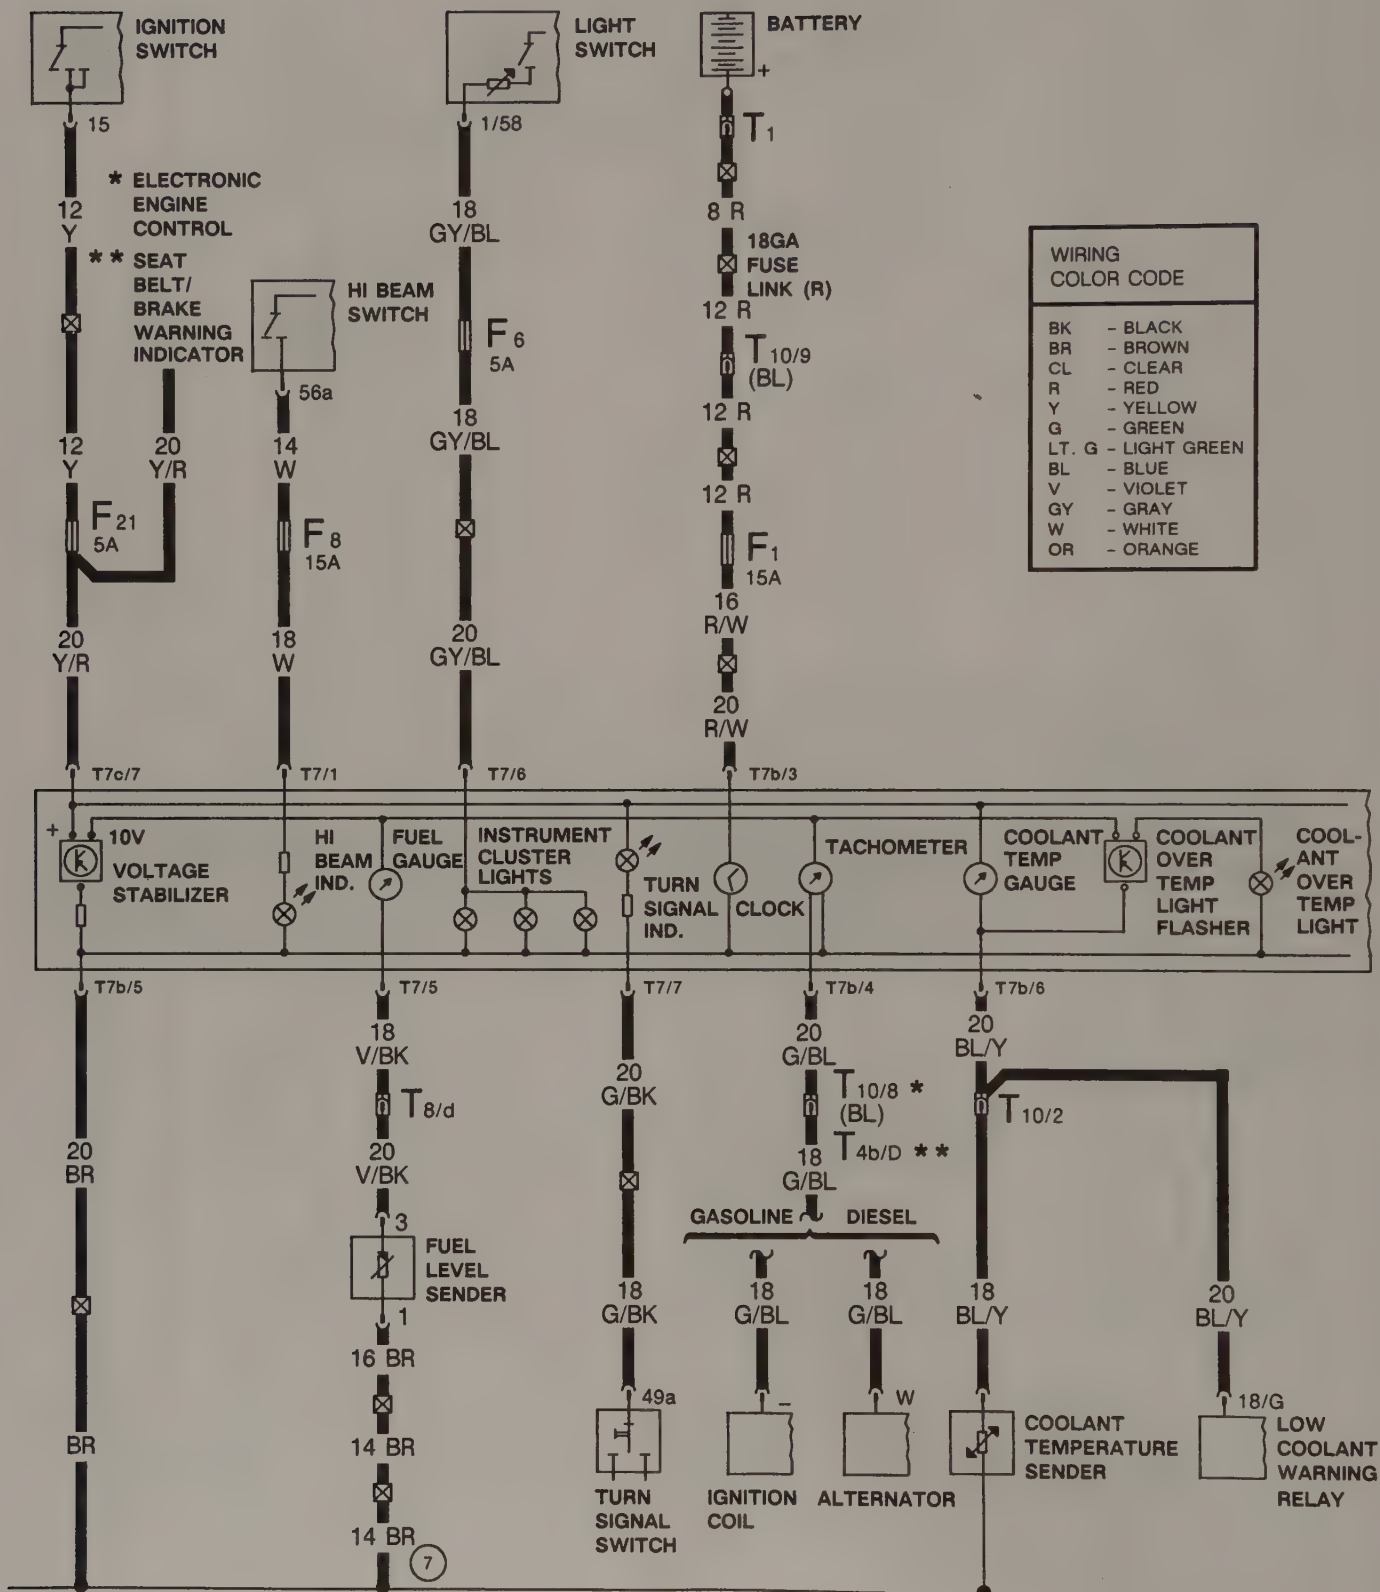 IGNITION
SWITCH
15
12
Y
* ELECTRONIC
ENGINE
CONTROL
** SEAT
BELT/
BRAKE
WARNING
INDICATOR
12
Y
20
Y/R
F21
5A
20
Y/R
T7c/7
HI BEAM
SWITCH
56a
14
W
F8
15A
18
W
T7/1
LIGHT
SWITCH
1/58
18
GY/BL
F6
5A
18
GY/BL
20
GY/BL
T7/6
BATTERY
+
T1
8 R
18GA
FUSE
LINK (R)
12 R
T10/9
(BL)
12 R
12 R
F1
15A
16
R/W
20
R/W
T7b/3
WIRING
COLOR CODE
BK - BLACK
BR - BROWN
CL - CLEAR
R - RED
Y - YELLOW
G - GREEN
LT. G - LIGHT GREEN
BL - BLUE
V - VIOLET
GY - GRAY
W - WHITE
OR - ORANGE
+
10V
VOLTAGE
STABILIZER
HI
BEAM
IND.
FUEL
GAUGE
INSTRUMENT
CLUSTER
LIGHTS
TURN
SIGNAL
IND.
CLOCK
TACHOMETER
COOLANT
TEMP
GAUGE
COOLANT
OVER
TEMP
LIGHT
FLASHER
COOL-
ANT
OVER
TEMP
LIGHT
T7b/5
20
BR
BR
T7/5
18
V/BK
T8/d
20
V/BK
3
FUEL
LEVEL
SENDER
1
16 BR
14 BR
14 BR
7
T7/7
20
G/BK
18
G/BK
49a
TURN
SIGNAL
SWITCH
T7b/4
20
G/BL
T10/8 *
(BL)
T4b/D **
18
G/BL
GASOLINE
DIESEL
18
G/BL
18
G/BL
–
W
IGNITION
COIL
ALTERNATOR
T7b/6
20
BL/Y
T10/2
18
BL/Y
COOLANT
TEMPERATURE
SENDER
20
BL/Y
18/G
LOW
COOLANT
WARNING
RELAY